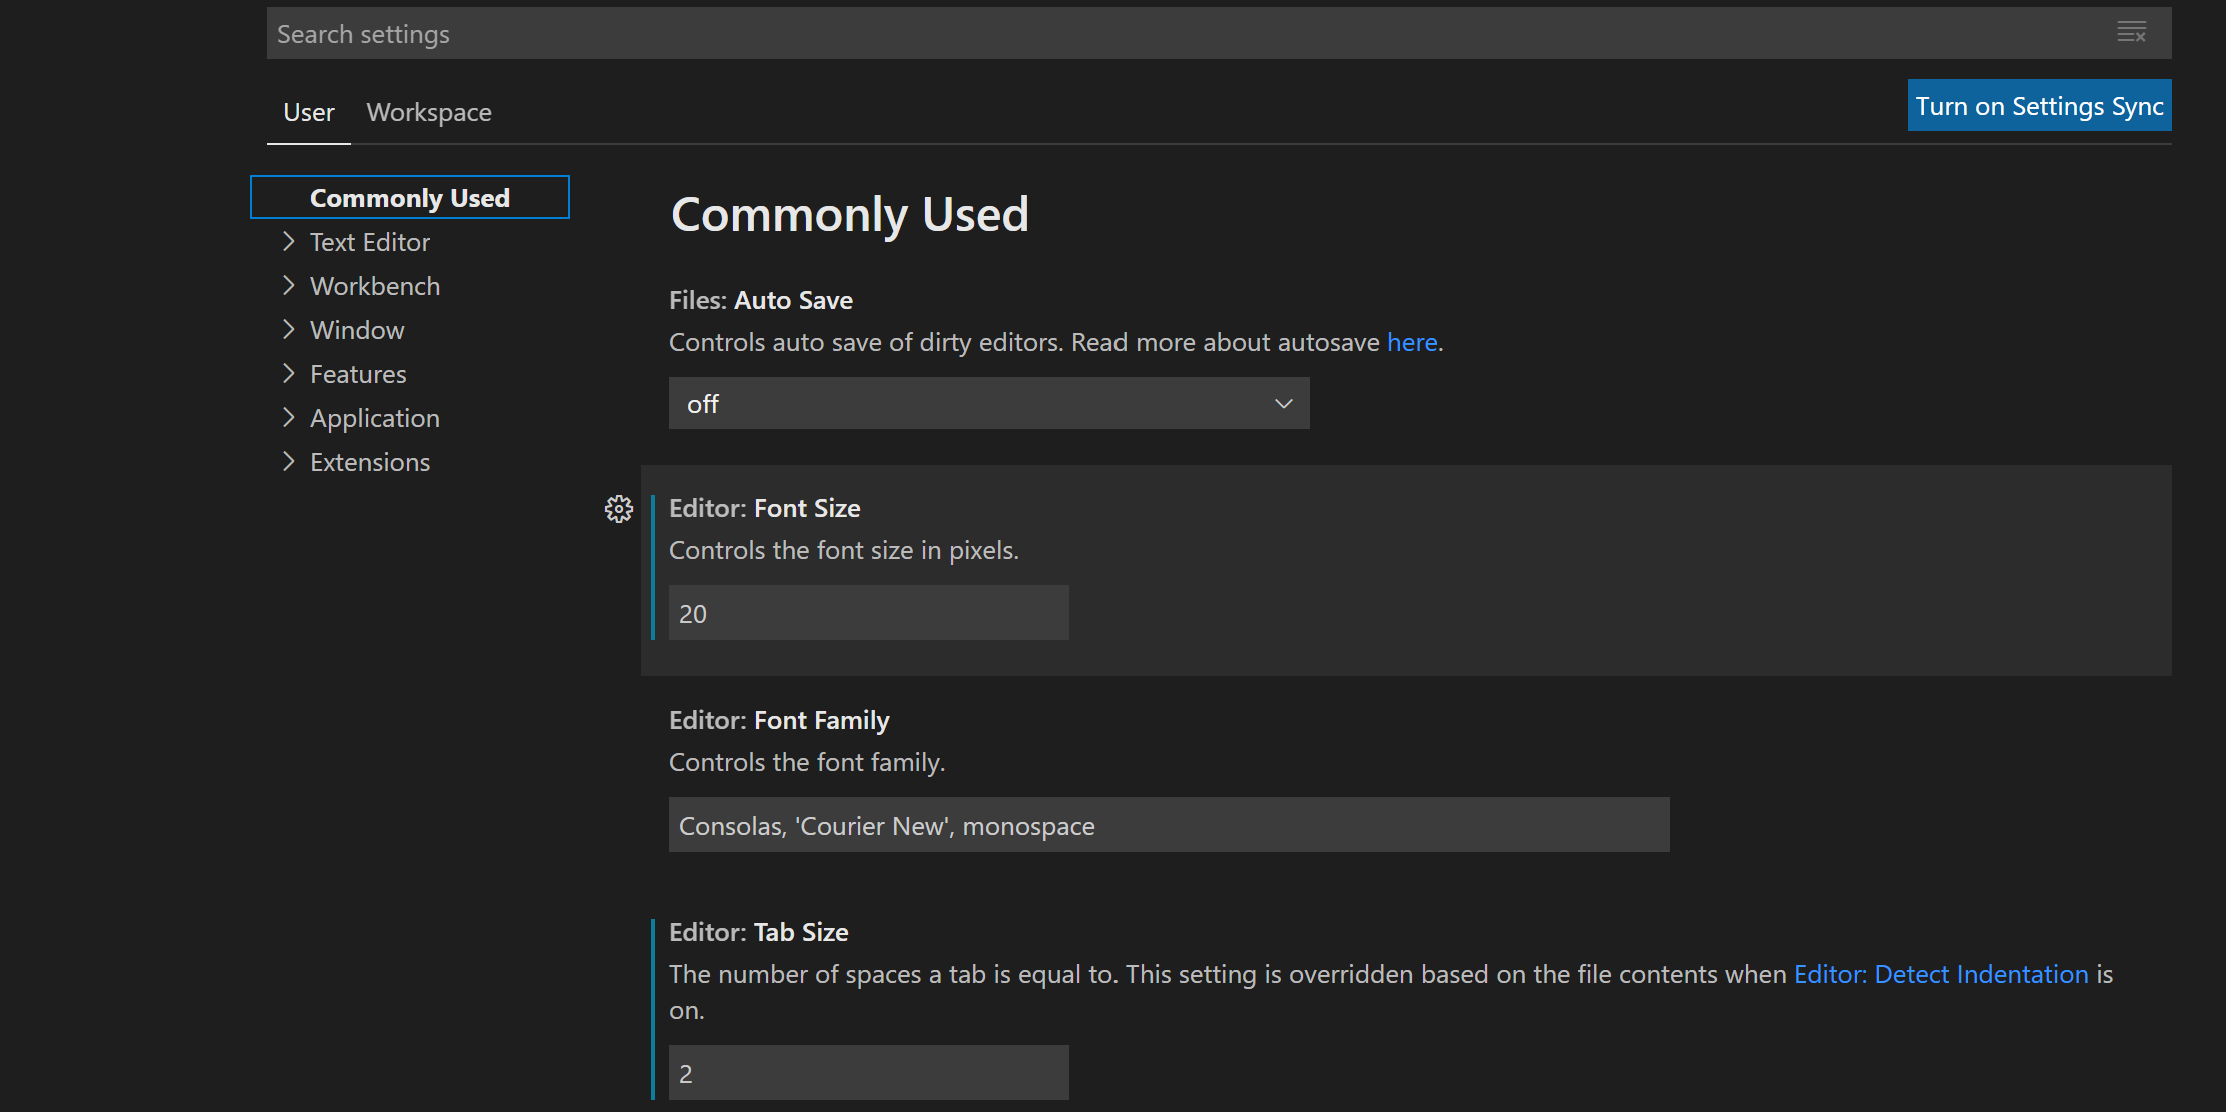 Search settings
User Workspace
Turn on Settings Sync
Commonly Used
Text Editor
Workbench
Window
Features
Application
Extensions
Commonly Used
Files: Auto Save
Controls auto save of dirty editors. Read more about autosave here.
off
Editor: Font Size
Controls the font size in pixels.
20
Editor: Font Family
Controls the font family.
Consolas, 'Courier New', monospace
Editor: Tab Size
The number of spaces a tab is equal to. This setting is overridden based on the file contents when Editor: Detect Indentation is
on.
2